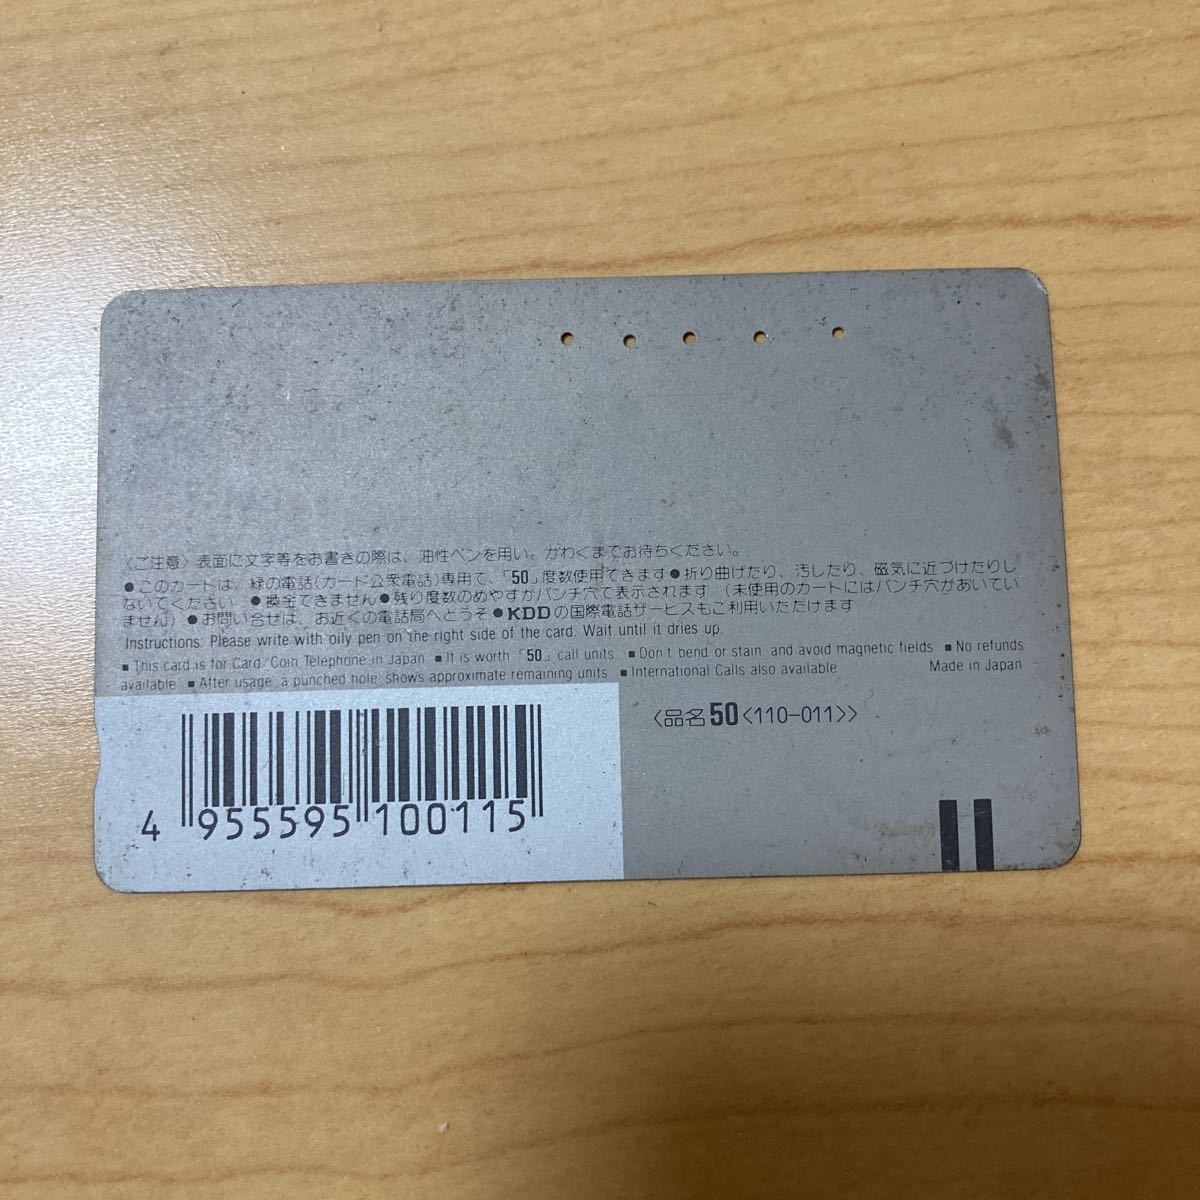 〈ご注意〉表面に文字等をお書きの際は、油性ペンを用い。かわくまでお待ちください。
●このカードは、緑の電話(カード公衆電話)専用で、「50」度数使用できます●折り曲げたり、汚したり、磁気に近づけたりし
ないでください ●換金できません●残り度数のめやすがパンチ穴で表示されます (未使用のカードにはパンチ穴があいてい
ません) ●お問い合せは、お近くの電話局へどうぞ ●KDDの国際電話サービスもご利用いただけます
Instructions: Please write with oily pen on the right side of the card. Wait until it dries up.
■ This card is for Card/Coin Telephone in Japan ■ It is worth「50」call units ■ Don't bend or stain, and avoid magnetic fields ■ No refunds
available ■ After usage, a punched hole, shows approximate remaining units ■ International Calls also available Made in Japan
〈品名50<110-011>〉
4 955595 100115